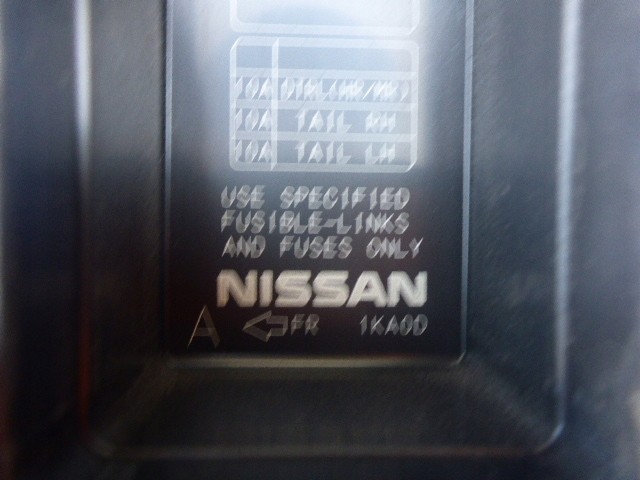 10A
10A TAIL RH
10A TAIL LH
USE SPECIFIED
FUSIBLE-LINKS
AND FUSES ONLY
NISSAN
A FR 1KA0D